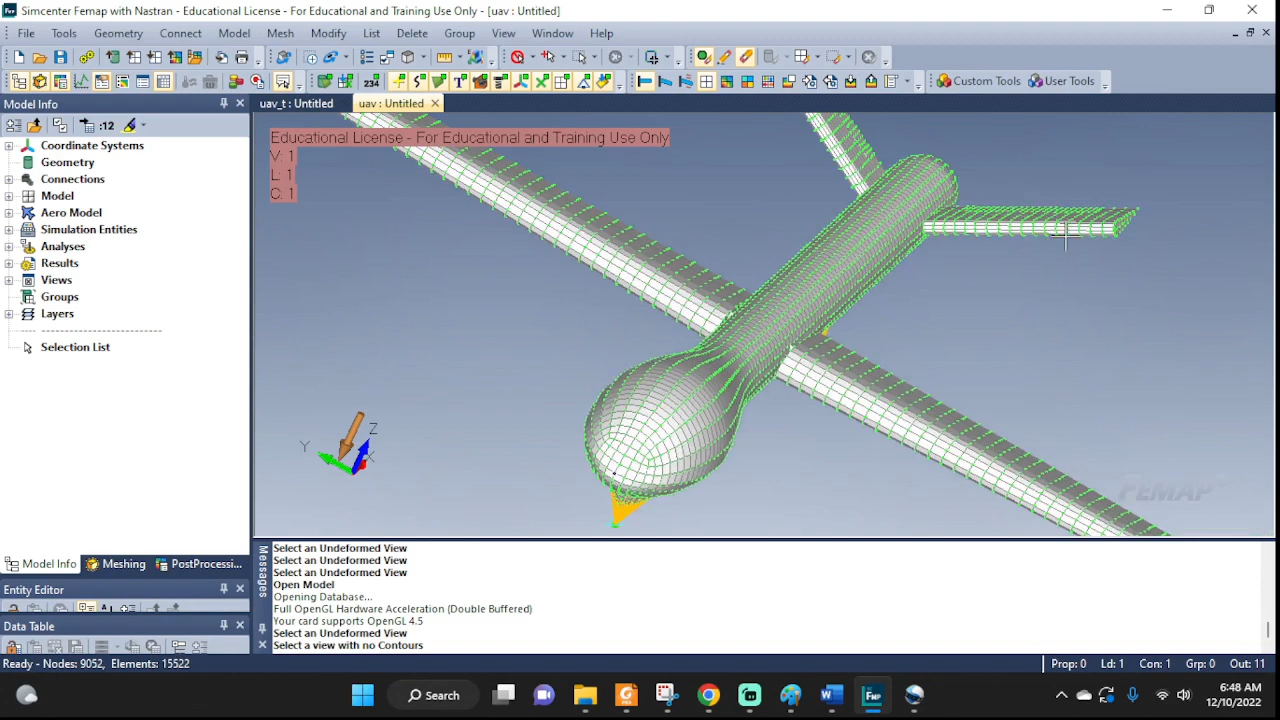 Simcenter Femap with Nastran - Educational License - For Educational and Training Use Only - [uav : Untitled]
File Tools Geometry Connect Model Mesh Modify List Delete Group View Window Help
234 T Custom Tools User Tools
Model Info
uav_t : Untitled uav : Untitled
:12
Educational License - For Educational and Training Use Only
V: 1
L: 1
C: 1
Coordinate Systems
Geometry
Connections
Model
Aero Model
Simulation Entities
Analyses
Results
Views
Groups
Layers
Selection List
Y Z X
FEMAP
Model Info Meshing PostProcessi...
Entity Editor
Data Table
Messages
Select an Undeformed View
Select an Undeformed View
Select an Undeformed View
Open Model
Opening Database...
Full OpenGL Hardware Acceleration (Double Buffered)
Your card supports OpenGL 4.5
Select an Undeformed View
Select a view with no Contours
Ready - Nodes: 9052, Elements: 15522 Prop: 0 Ld: 1 Con: 1 Grp: 0 Out: 11
Search
6:48 AM
12/10/2022